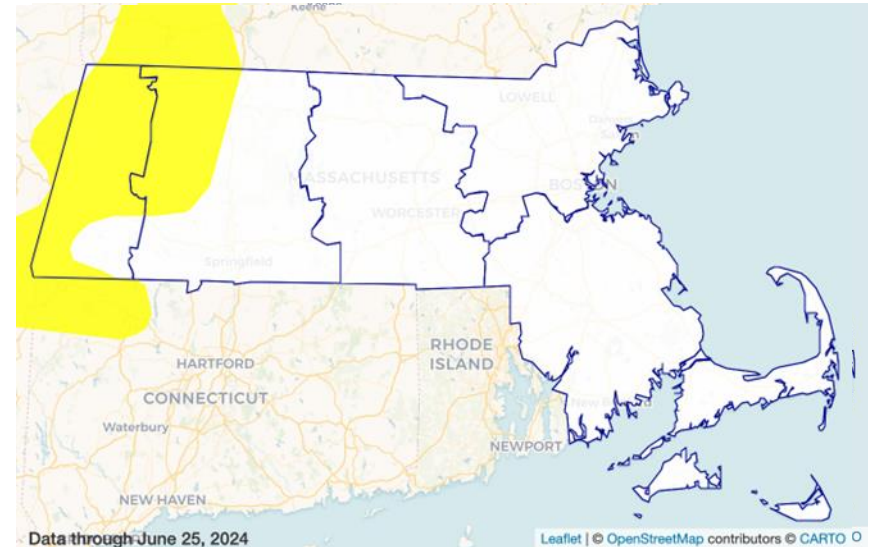 Keene
LOWELL
MASSACHUSETTS
BOSTON
WORCESTER
Springfield
RHODE
ISLAND
HARTFORD
CONNECTICUT
Waterbury
NEWPORT
NEW HAVEN
Data through June 25, 2024
Leaflet | © OpenStreetMap contributors © CARTO